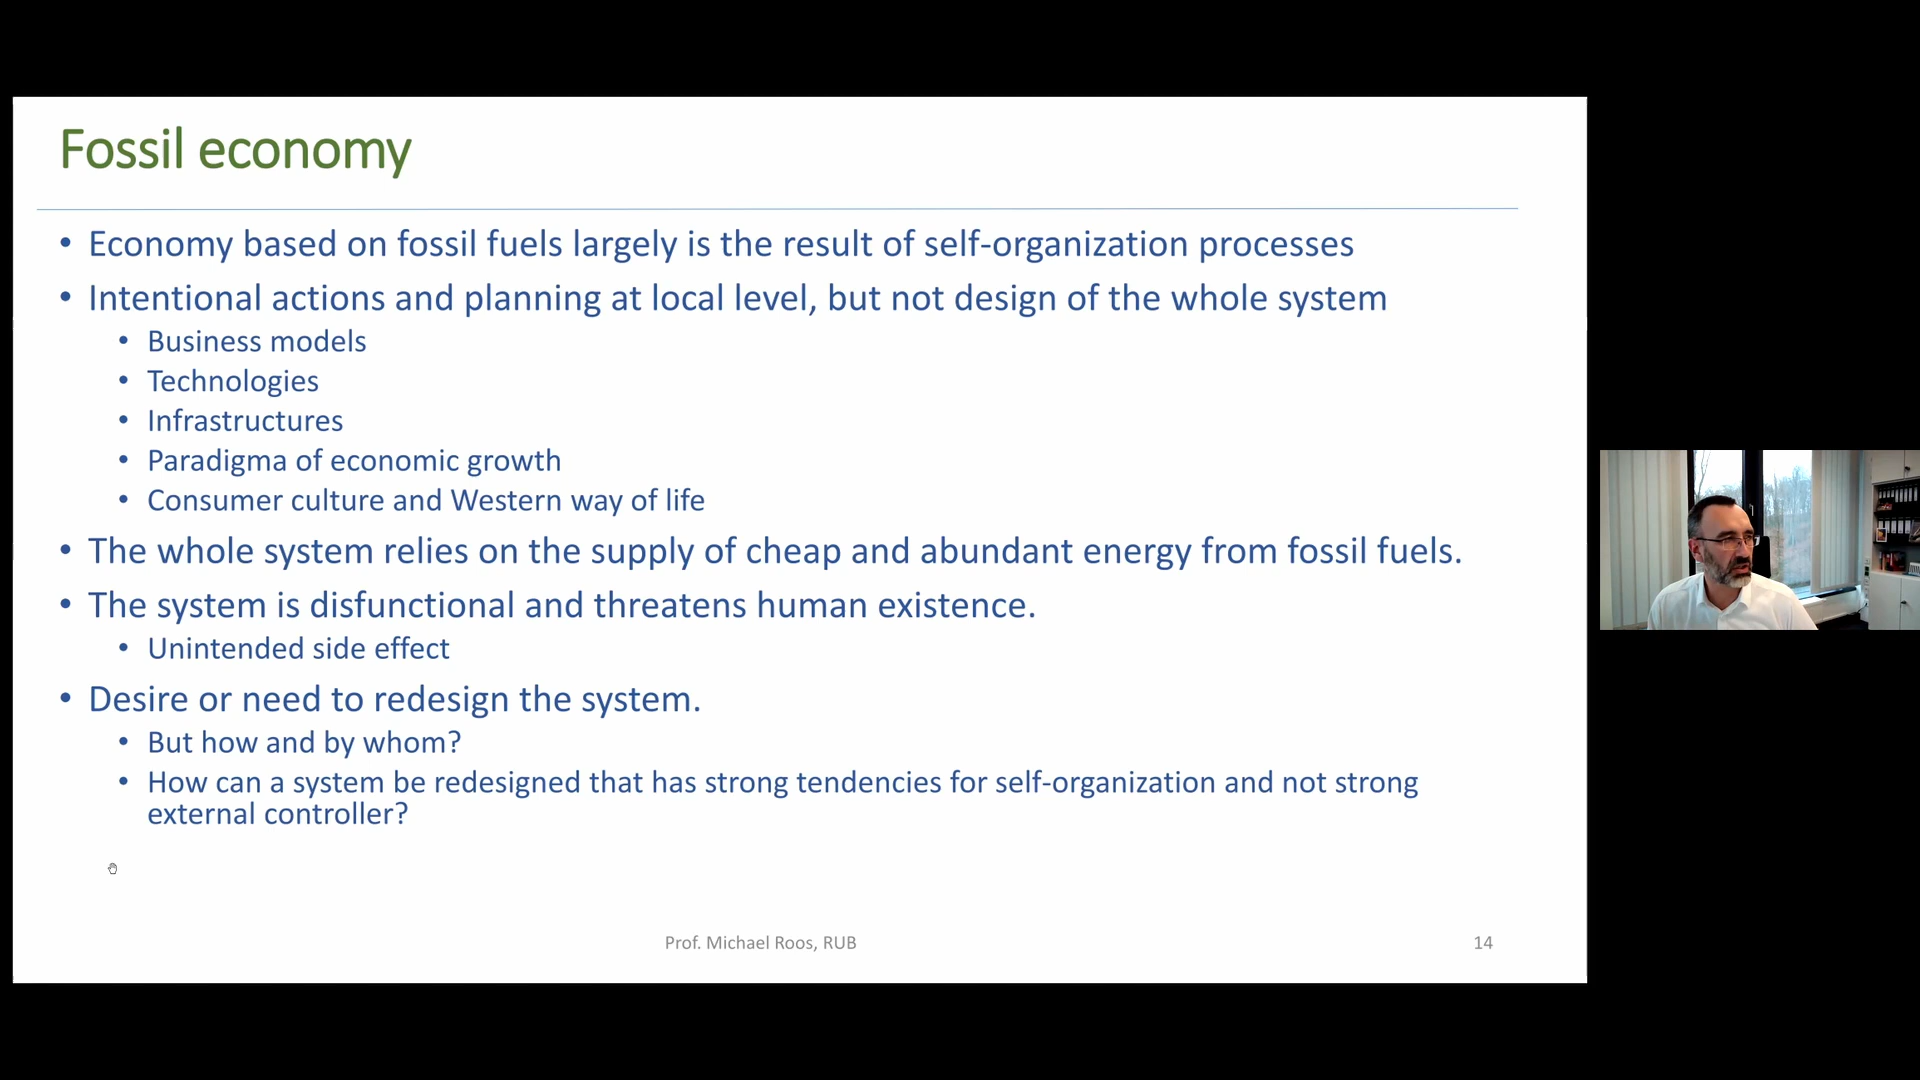 Fossil economy
• Economy based on fossil fuels largely is the result of self-organization processes
• Intentional actions and planning at local level, but not design of the whole system
• Business models
• Technologies
• Infrastructures
• Paradigma of economic growth
• Consumer culture and Western way of life
• The whole system relies on the supply of cheap and abundant energy from fossil fuels.
• The system is disfunctional and threatens human existence.
• Unintended side effect
• Desire or need to redesign the system.
• But how and by whom?
• How can a system be redesigned that has strong tendencies for self-organization and not strong
external controller?
Prof. Michael Roos, RUB
14